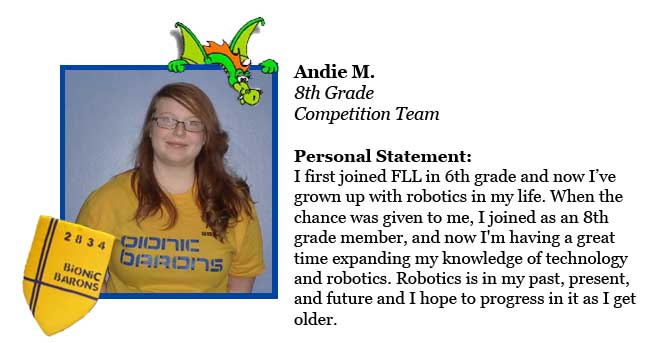 Andie M.
8th Grade
Competition Team
Personal Statement:
I first joined FLL in 6th grade and now I've
grown up with robotics in my life. When the
chance was given to me, I joined as an 8th
grade member, and now I'm having a great
time expanding my knowledge of technology
and robotics. Robotics is in my past, present,
and future and I hope to progress in it as I get
older.
BIONIC
BARONS
2834
BiONiC
BARONS